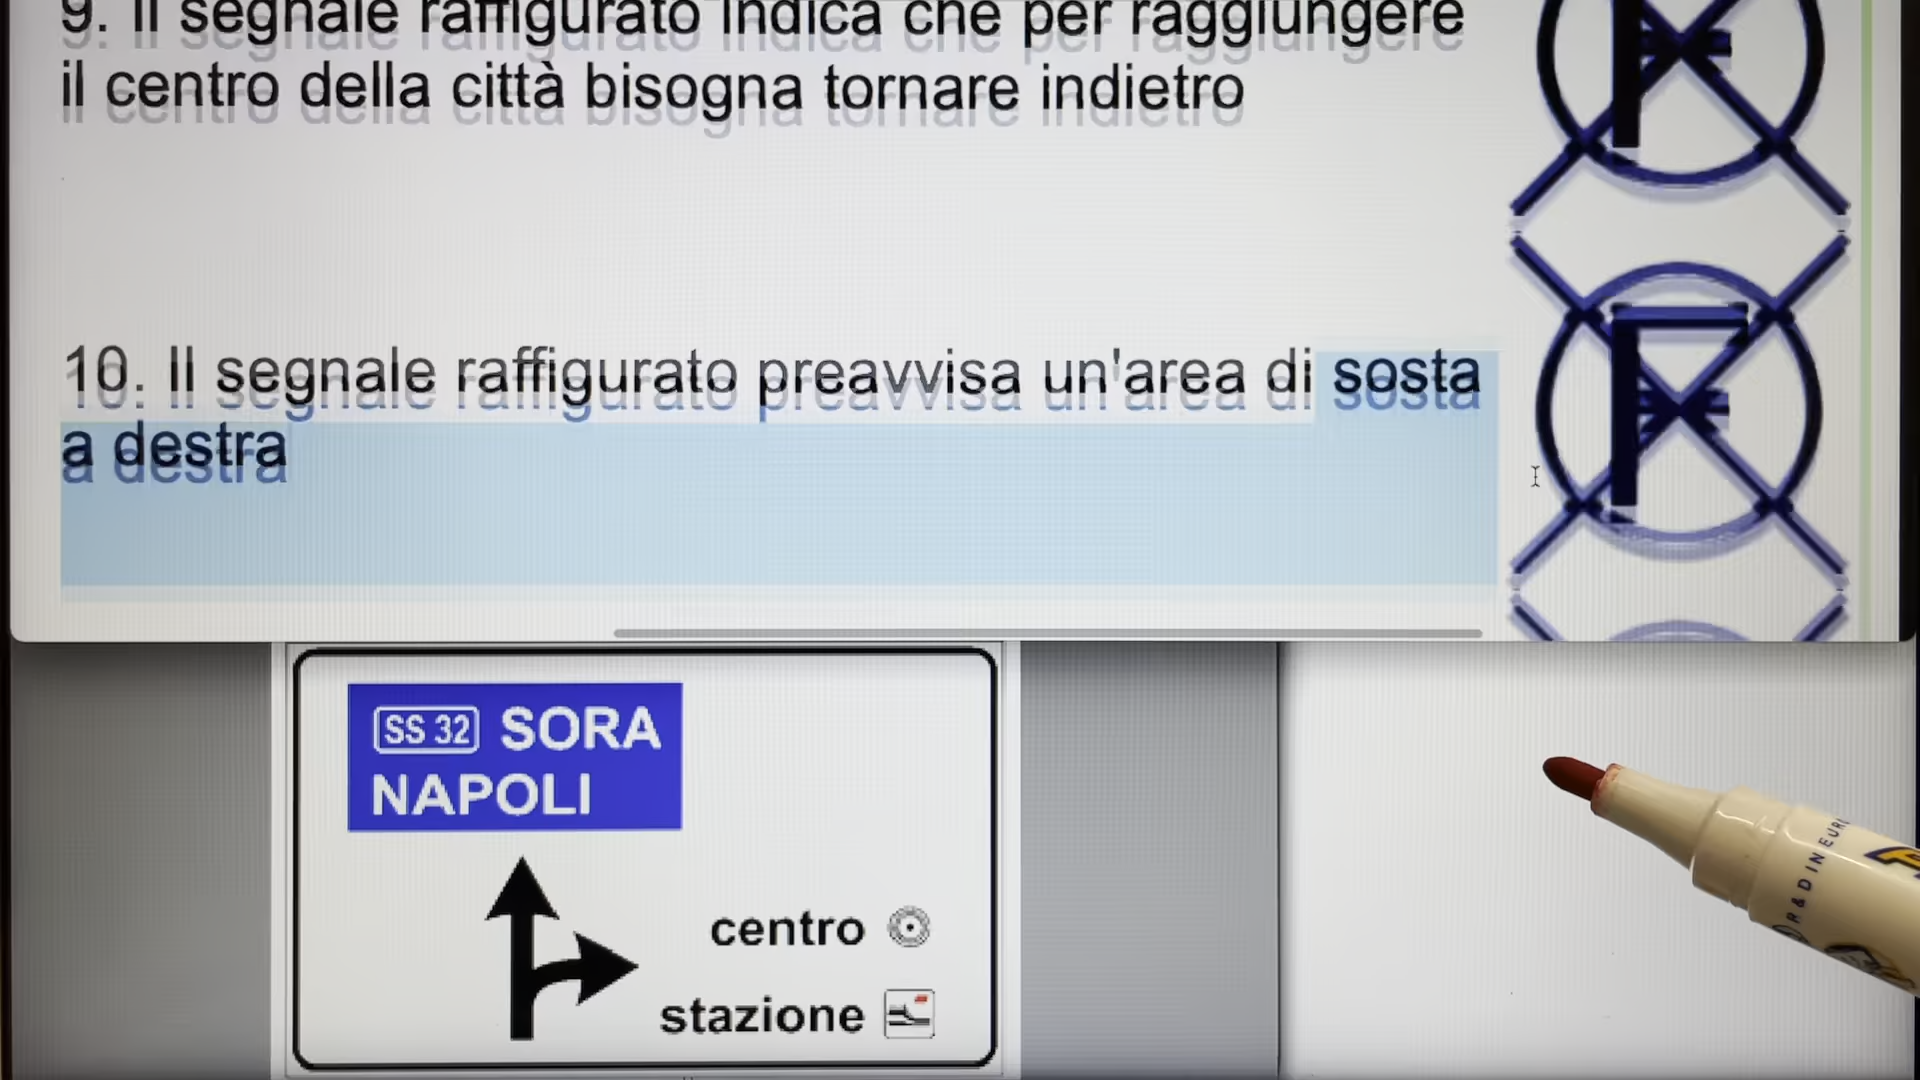 9. Il segnale raffigurato indica che per raggiungere
il centro della città bisogna tornare indietro
F
10. Il segnale raffigurato preavvisa un'area di sosta
a destra
F
SS 32 SORA
NAPOLI
centro
stazione